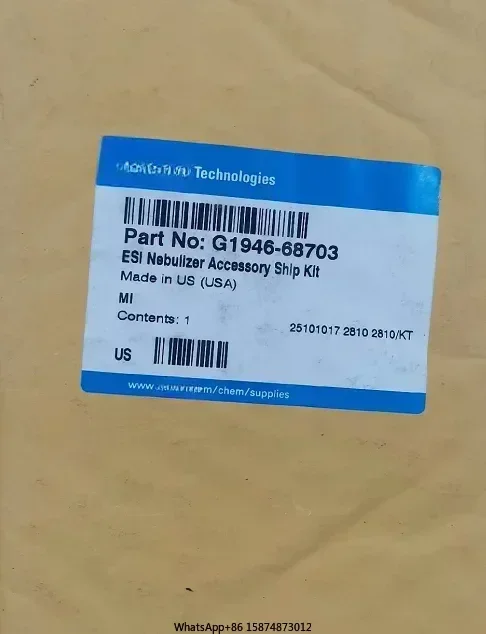 Technologies
Part No: G1946-68703
ESI Nebulizer Accessory Ship Kit
Made in US (USA)
MI
Contents: 1
25101017 2810 2810/KT
US
www. m/chem/supplies
WhatsApp+86 15874873012